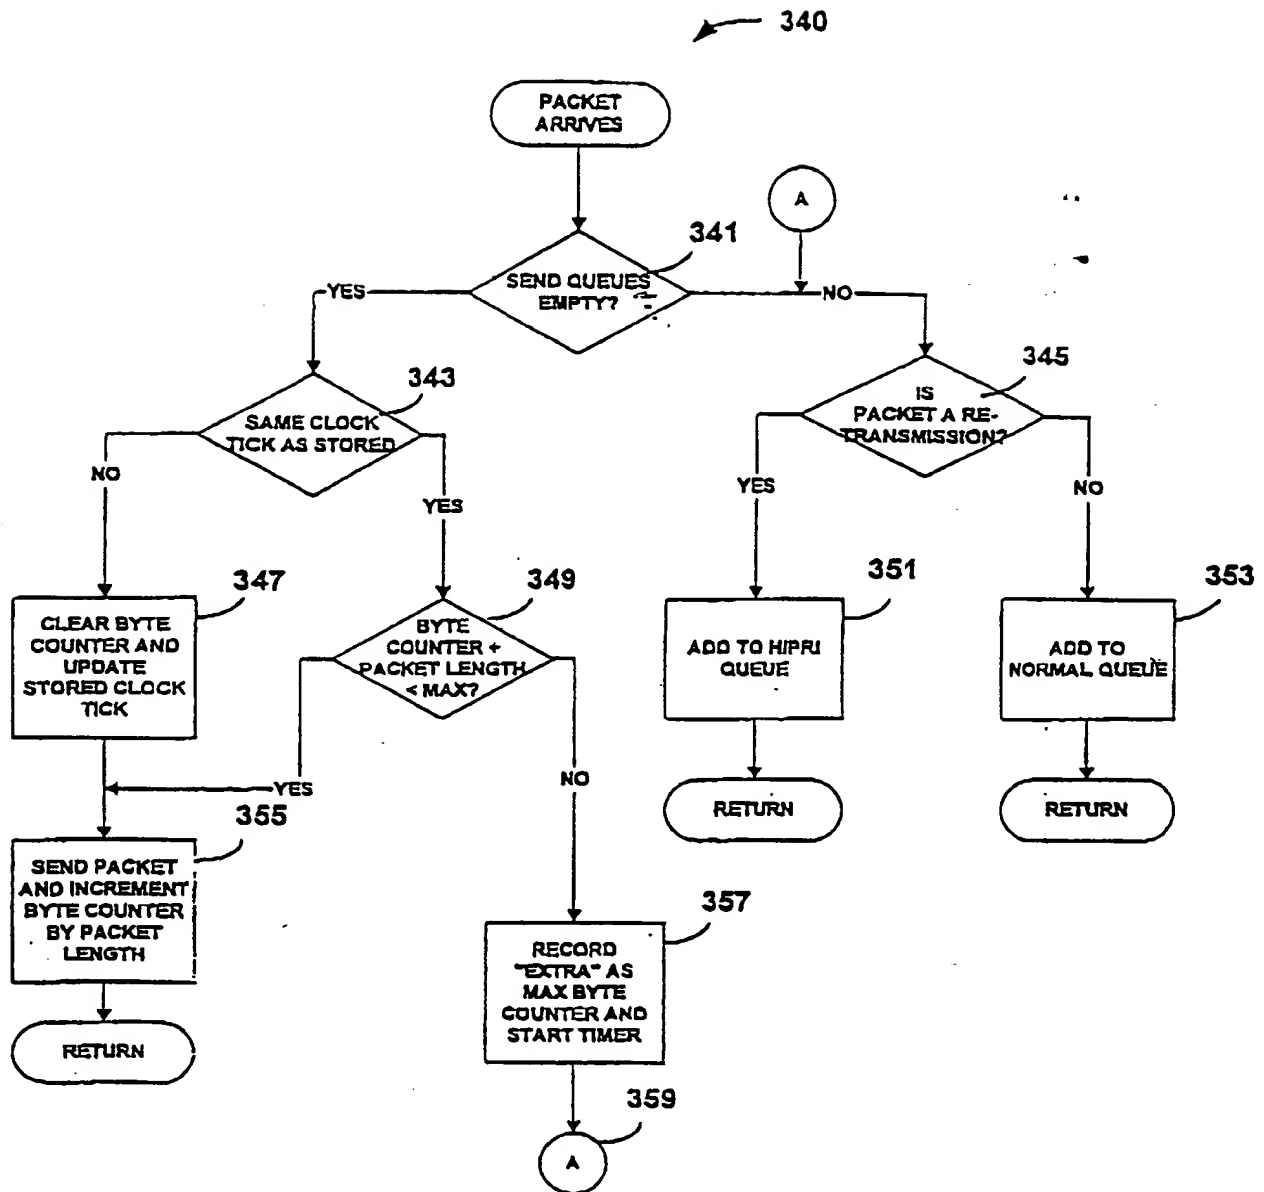 340
PACKET
ARRIVES
A
341
SEND QUEUES
EMPTY?
YES
NO
343
SAME CLOCK
TICK AS STORED
345
IS
PACKET A RE-
TRANSMISSION?
NO
YES
YES
NO
347
CLEAR BYTE
COUNTER AND
UPDATE
STORED CLOCK
TICK
349
BYTE
COUNTER +
PACKET LENGTH
< MAX?
351
ADD TO HIPRI
QUEUE
353
ADD TO
NORMAL QUEUE
YES
NO
RETURN
RETURN
355
SEND PACKET
AND INCREMENT
BYTE COUNTER
BY PACKET
LENGTH
357
RECORD
"EXTRA" AS
MAX BYTE
COUNTER AND
START TIMER
RETURN
359
A